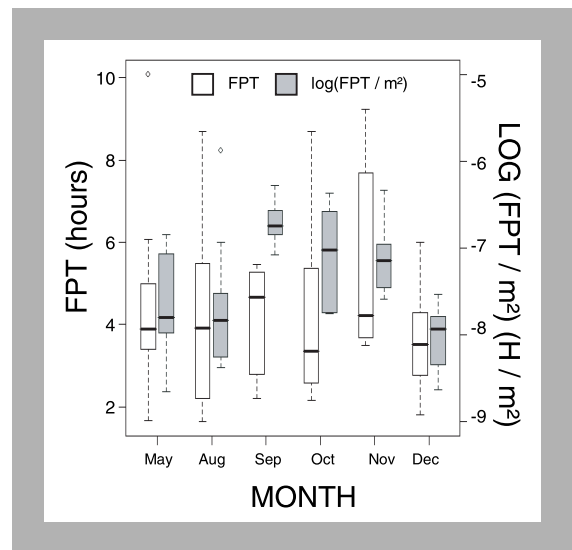 FPT
log(FPT / m²)
10
8
6
4
2
FPT (hours)
-5
-6
-7
-8
-9
LOG (FPT / m²) (H / m²)
May
Aug
Sep
Oct
Nov
Dec
MONTH